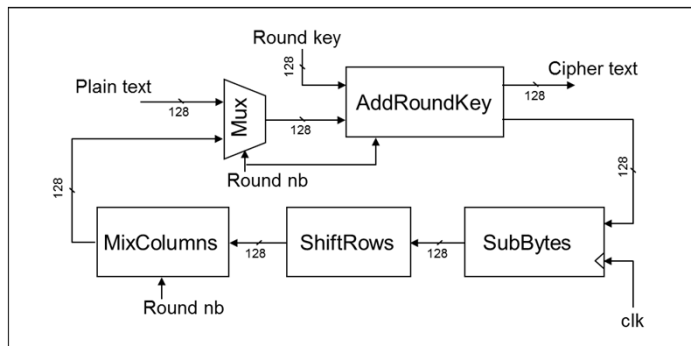 Round key
128
Plain text
128
Mux
128
AddRoundKey
Cipher text
128
128
Round nb
128
MixColumns
128
ShiftRows
128
SubBytes
Round nb
clk